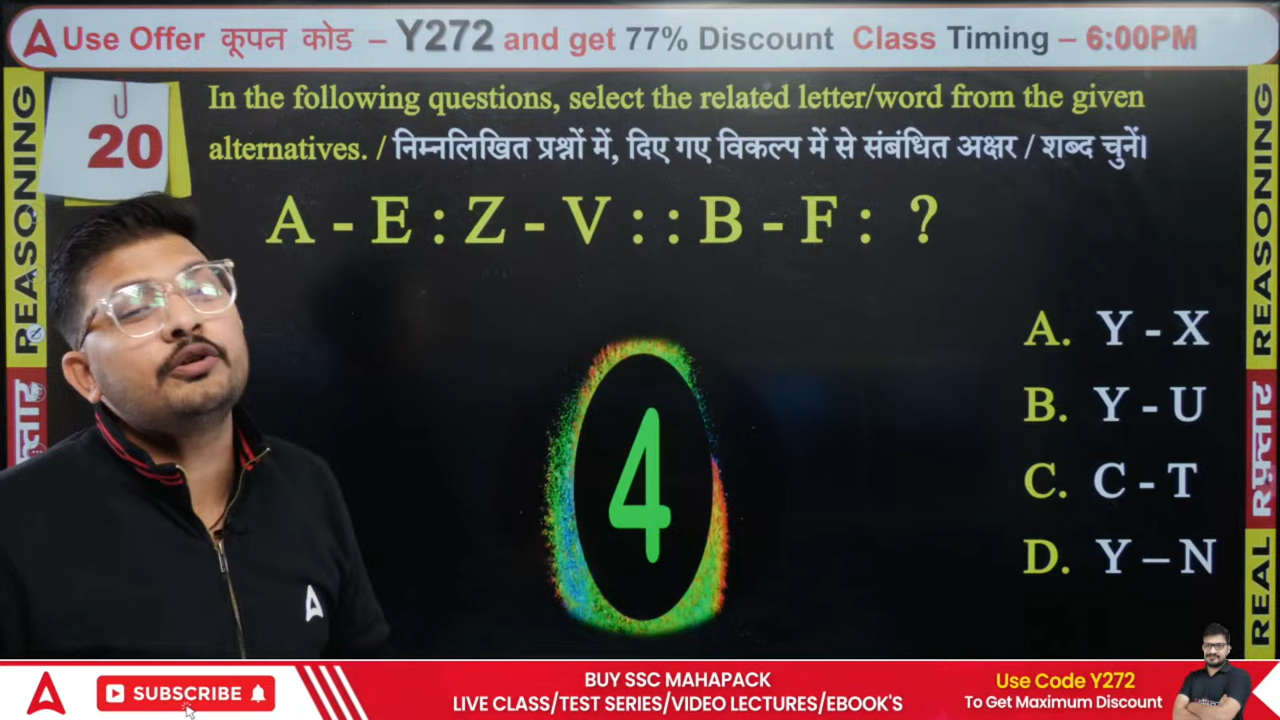 Use Offer कूपन कोड – Y272 and get 77% Discount Class Timing – 6:00PM
REASONING
20
In the following questions, select the related letter/word from the given
alternatives. / निम्नलिखित प्रश्नों में, दिए गए विकल्प में से संबंधित अक्षर / शब्द चुनें।
A - E : Z - V : : B - F : ?
4
A. Y - X
B. Y - U
C. C - T
D. Y – N
REASONING
रफ़्तार
REAL
SUBSCRIBE
BUY SSC MAHAPACK
LIVE CLASS/TEST SERIES/VIDEO LECTURES/EBOOK'S
Use Code Y272
To Get Maximum Discount